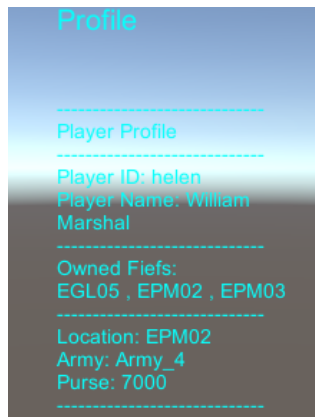 Profile
-----------------------------
Player Profile
-----------------------------
Player ID: helen
Player Name: William
Marshal
-----------------------------
Owned Fiefs:
EGL05 , EPM02 , EPM03
-----------------------------
Location: EPM02
Army: Army_4
Purse: 7000
-----------------------------